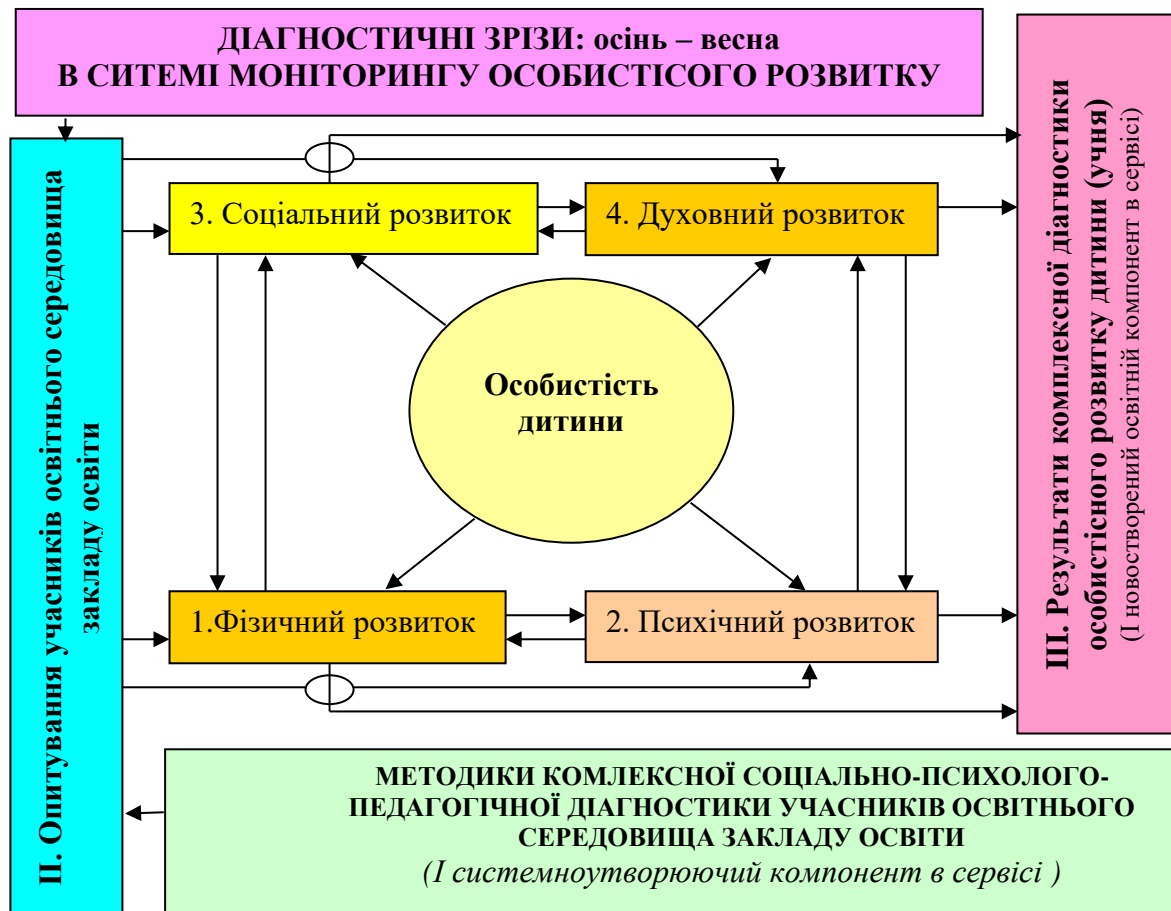 ДІАГНОСТИЧНІ ЗРІЗИ: осінь – весна
В СИТЕМІ МОНІТОРИНГУ ОСОБИСТІСОГО РОЗВИТКУ
ІІ. Опитування учасників освітнього середовища
закладу освіти
3. Соціальний розвиток
4. Духовний розвиток
Особистість
дитини
1.Фізичний розвиток
2. Психічний розвиток
ІІІ. Результати комплексної діагностики
особистісного розвитку дитини (учня)
(І новостворений освітній компонент в сервісі)
МЕТОДИКИ КОМЛЕКСНОЇ СОЦІАЛЬНО-ПСИХОЛОГО-
ПЕДАГОГІЧНОЇ ДІАГНОСТИКИ УЧАСНИКІВ ОСВІТНЬОГО
СЕРЕДОВИЩА ЗАКЛАДУ ОСВІТИ
(І системноутворюючий компонент в сервісі )